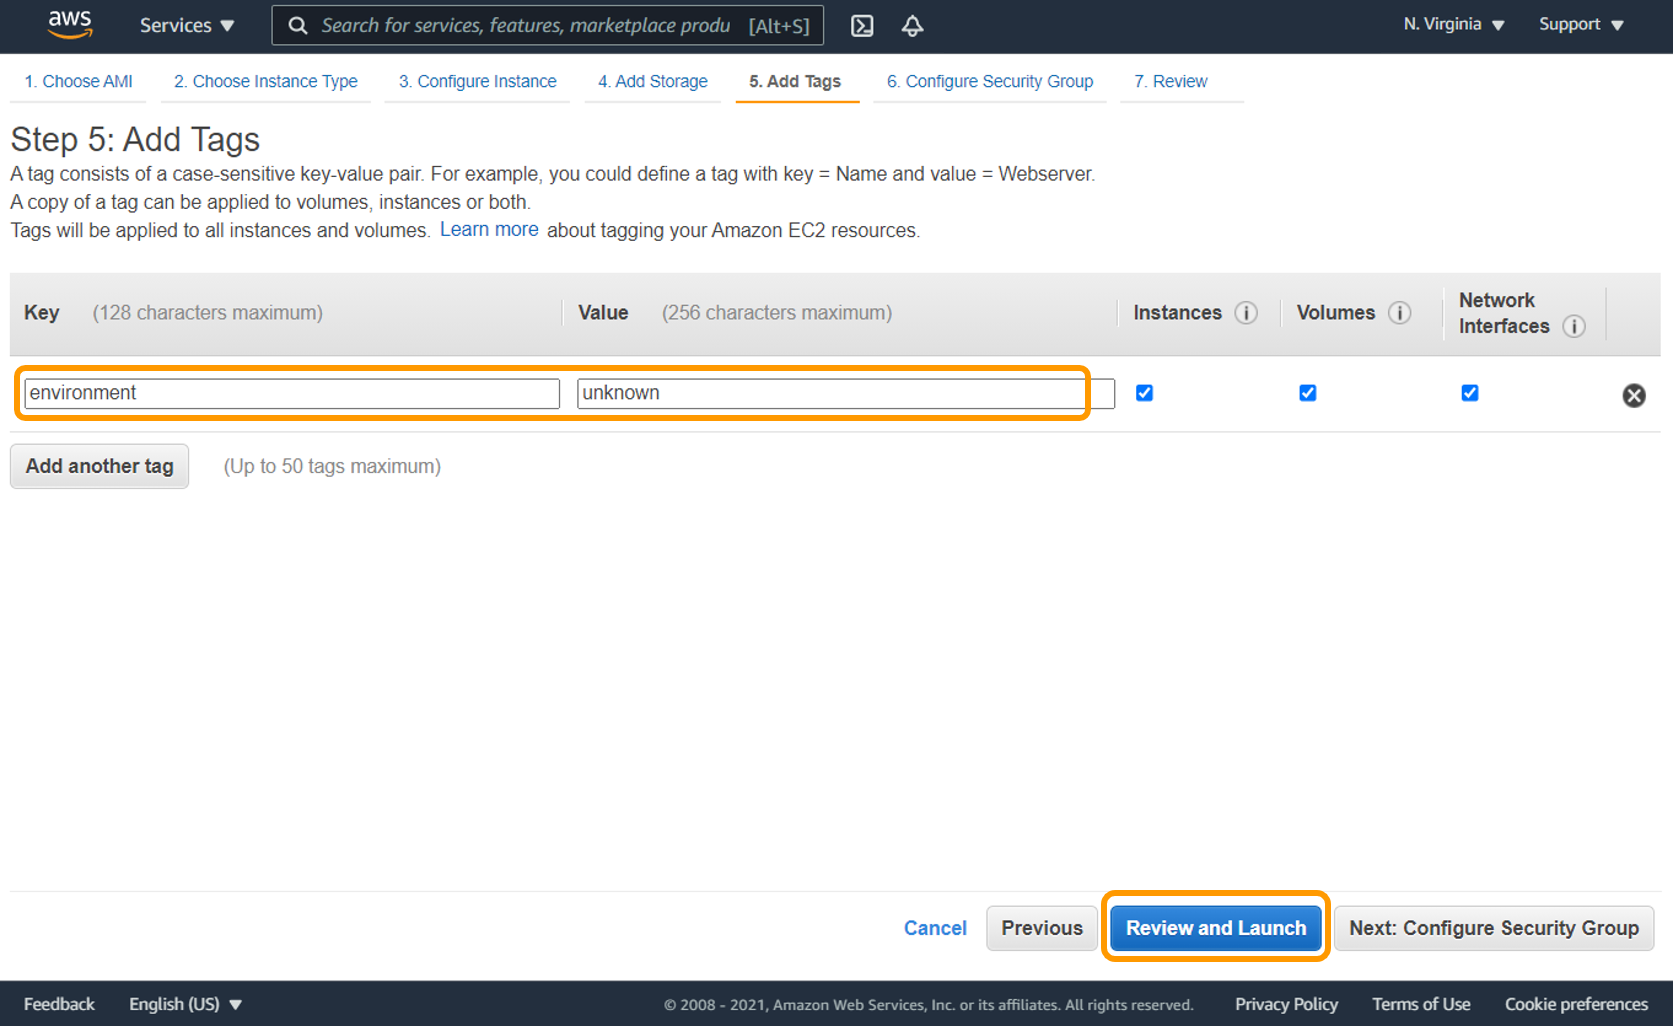 aws Services Search for services, features, marketplace produ [Alt+S] N. Virginia Support
1. Choose AMI 2. Choose Instance Type 3. Configure Instance 4. Add Storage 5. Add Tags 6. Configure Security Group 7. Review
Step 5: Add Tags
A tag consists of a case-sensitive key-value pair. For example, you could define a tag with key = Name and value = Webserver.
A copy of a tag can be applied to volumes, instances or both.
Tags will be applied to all instances and volumes. Learn more about tagging your Amazon EC2 resources.
Key (128 characters maximum) Value (256 characters maximum) Instances Volumes Network
Interfaces
environment unknown
Add another tag (Up to 50 tags maximum)
Cancel Previous Review and Launch Next: Configure Security Group
Feedback English (US) © 2008 - 2021, Amazon Web Services, Inc. or its affiliates. All rights reserved. Privacy Policy Terms of Use Cookie preferences